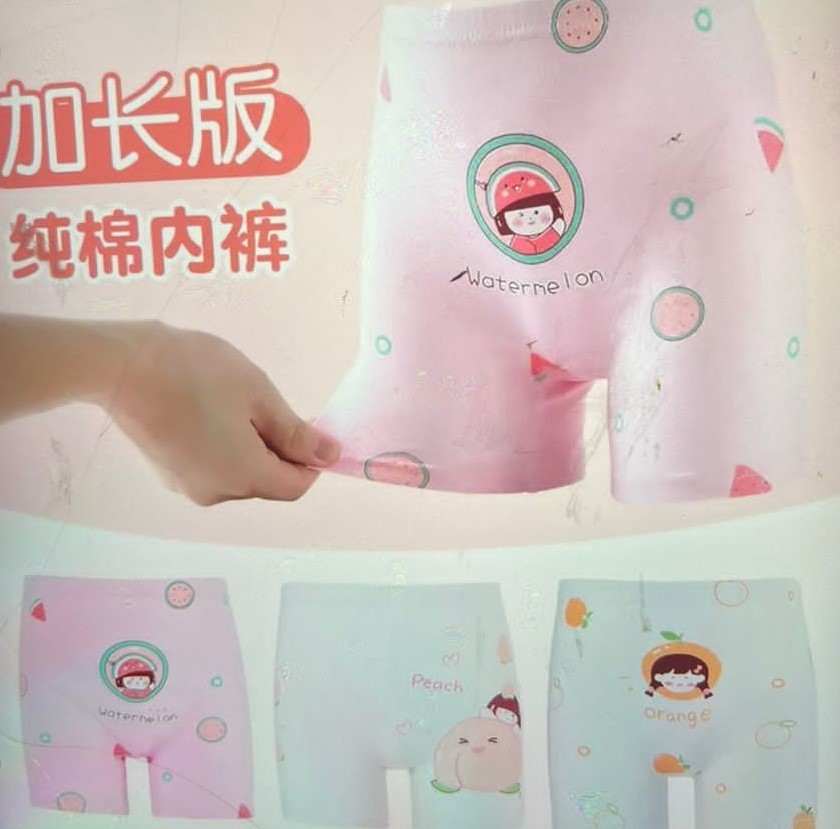 加长版
纯棉内裤
Watermelon
Watermelon
Peach
orange